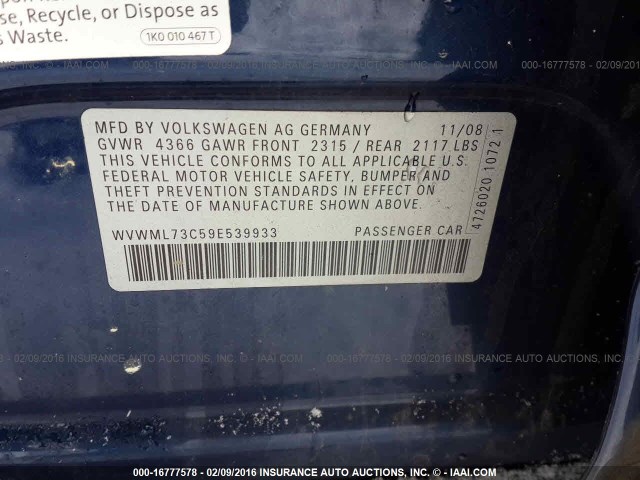 se, Recycle, or Dispose as
s Waste.
1K0 010 467 T
MFD BY VOLKSWAGEN AG GERMANY 11/08
GVWR 4366 GAWR FRONT 2315 / REAR 2117 LBS
THIS VEHICLE CONFORMS TO ALL APPLICABLE U.S.
FEDERAL MOTOR VEHICLE SAFETY, BUMPER AND
THEFT PREVENTION STANDARDS IN EFFECT ON
THE DATE OF MANUFACTURE SHOWN ABOVE.
WVWML73C59E539933 PASSENGER CAR
4726020 1072 1
000-16777578 - 02/09/2016 INSURANCE AUTO AUCTIONS, INC. - © IAAI.COM